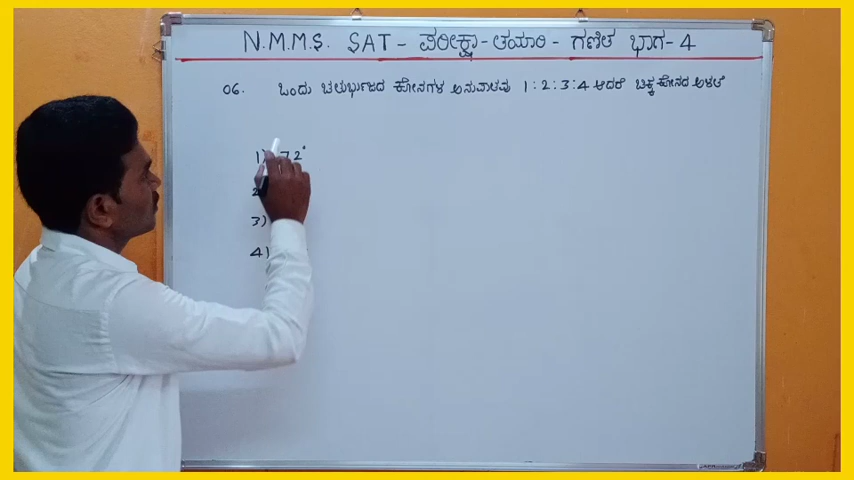 N.M.M.S. SAT - ಪರೀಕ್ಷಾ - ತಯಾರಿ - ಗಣಿತ ಭಾಗ - 4
06. ಒಂದು ಚತುರ್ಭುಜದ ಕೋನಗಳ ಅನುಪಾತವು 1 : 2 : 3 : 4 ಆದರೆ ಚಿಕ್ಕ ಕೋನದ ಅಳತೆ
1) 72°
2
3)
4)